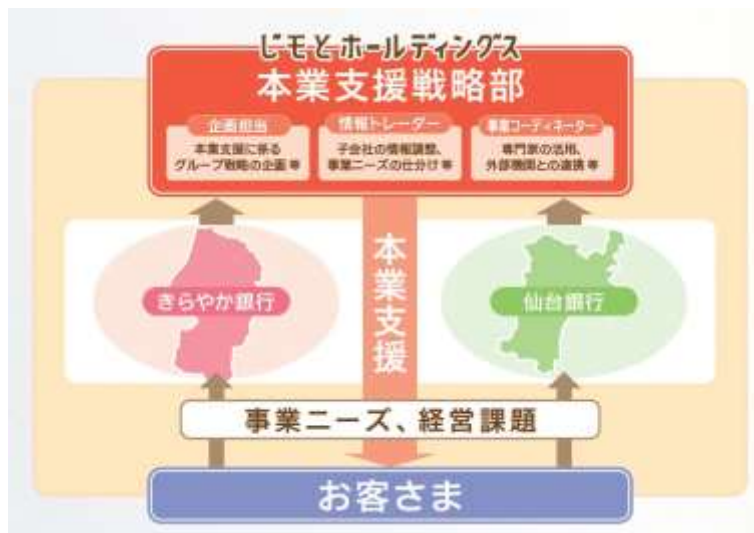 じモとホールディングス
本業支援戦略部
企画担当
本業支援に係る
グループ戦略の企画 等
情報トレーダー
子会社の情報調整、
事業ニーズの仕分け 等
事業コーディネーター
専門家の活用、
外部機関との連携 等
本業支援
きらやか銀行
仙台銀行
事業ニーズ、経営課題
お客さま